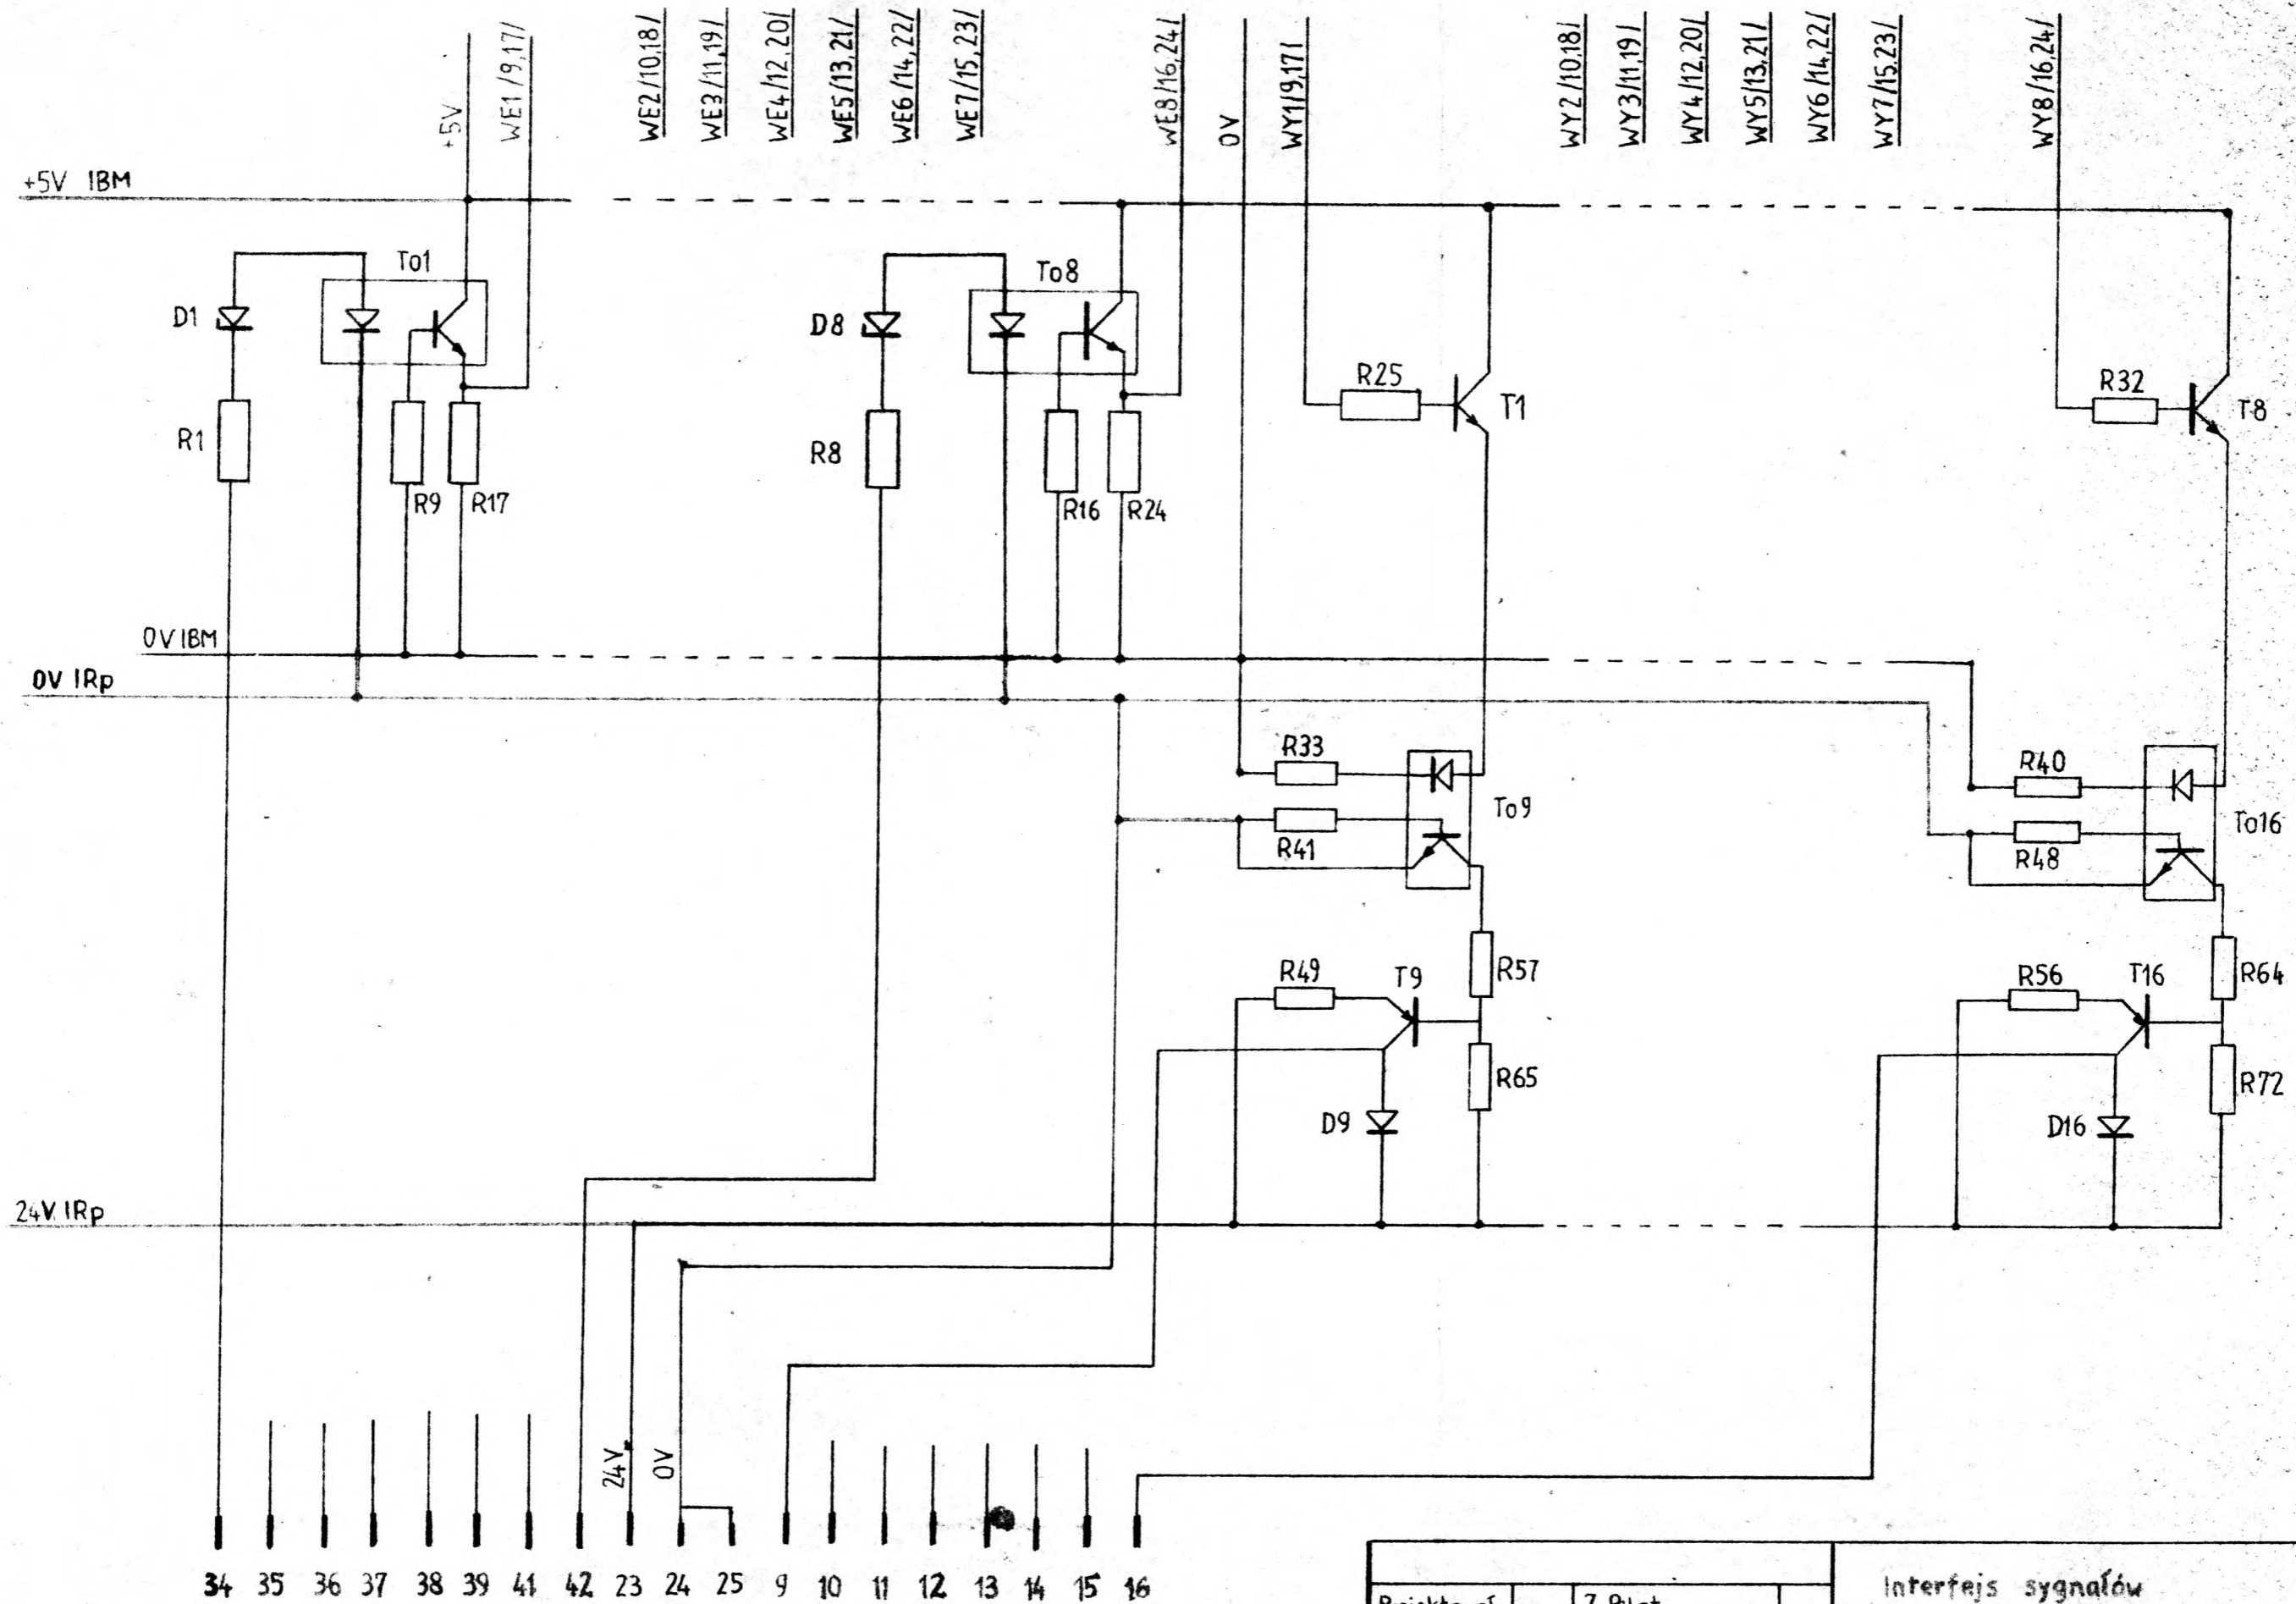 +5V
WE1/9,17/
WE2/10,18/
WE3/11,19/
WE4/12,20/
WE5/13,21/
WE6/14,22/
WE7/15,23/
WE8/16,24/
0V
WY1/9,17/
WY2/10,18/
WY3/11,19/
WY4/12,20/
WY5/13,21/
WY6/14,22/
WY7/15,23/
WY8/16,24/
+5V IBM
To1
To8
D1
D8
R25
T1
R32
T8
R1
R8
R9
R17
R16
R24
0V IBM
0V IRp
R33
R40
To9
To16
R41
R48
R49
T9
R57
R56
T16
R64
R65
R72
D9
D16
24V IRp
24V
0V
34 35 36 37 38 39 41 42 23 24 25 9 10 11 12 13 14 15 16
Interfejs sygnałów